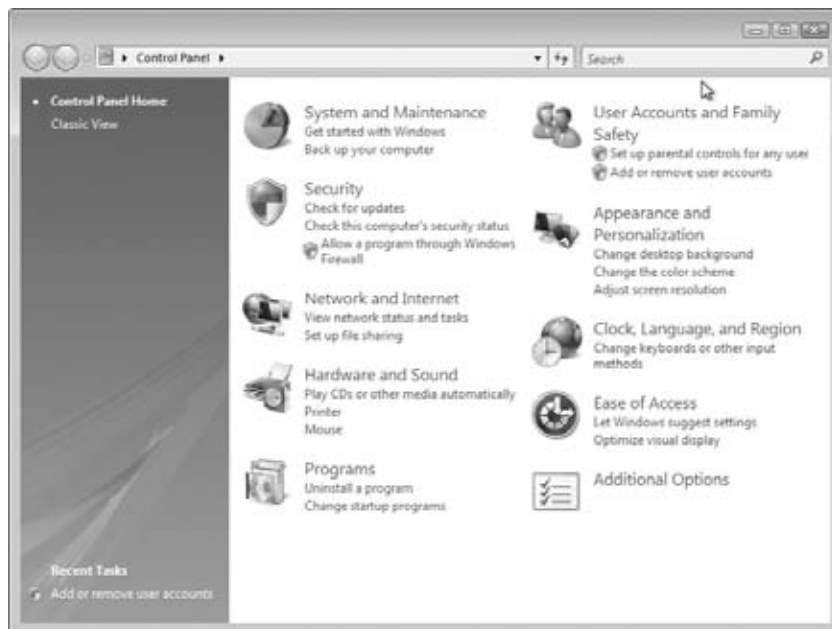 Control Panel
Search
Control Panel Home
Classic View
Recent Tasks
Add or remove user accounts
System and Maintenance
Get started with Windows
Back up your computer
Security
Check for updates
Check this computer's security status
Allow a program through Windows
Firewall
Network and Internet
View network status and tasks
Set up file sharing
Hardware and Sound
Play CDs or other media automatically
Printer
Mouse
Programs
Uninstall a program
Change startup programs
User Accounts and Family
Safety
Set up parental controls for any user
Add or remove user accounts
Appearance and
Personalization
Change desktop background
Change the color scheme
Adjust screen resolution
Clock, Language, and Region
Change keyboards or other input
methods
Ease of Access
Let Windows suggest settings
Optimize visual display
Additional Options